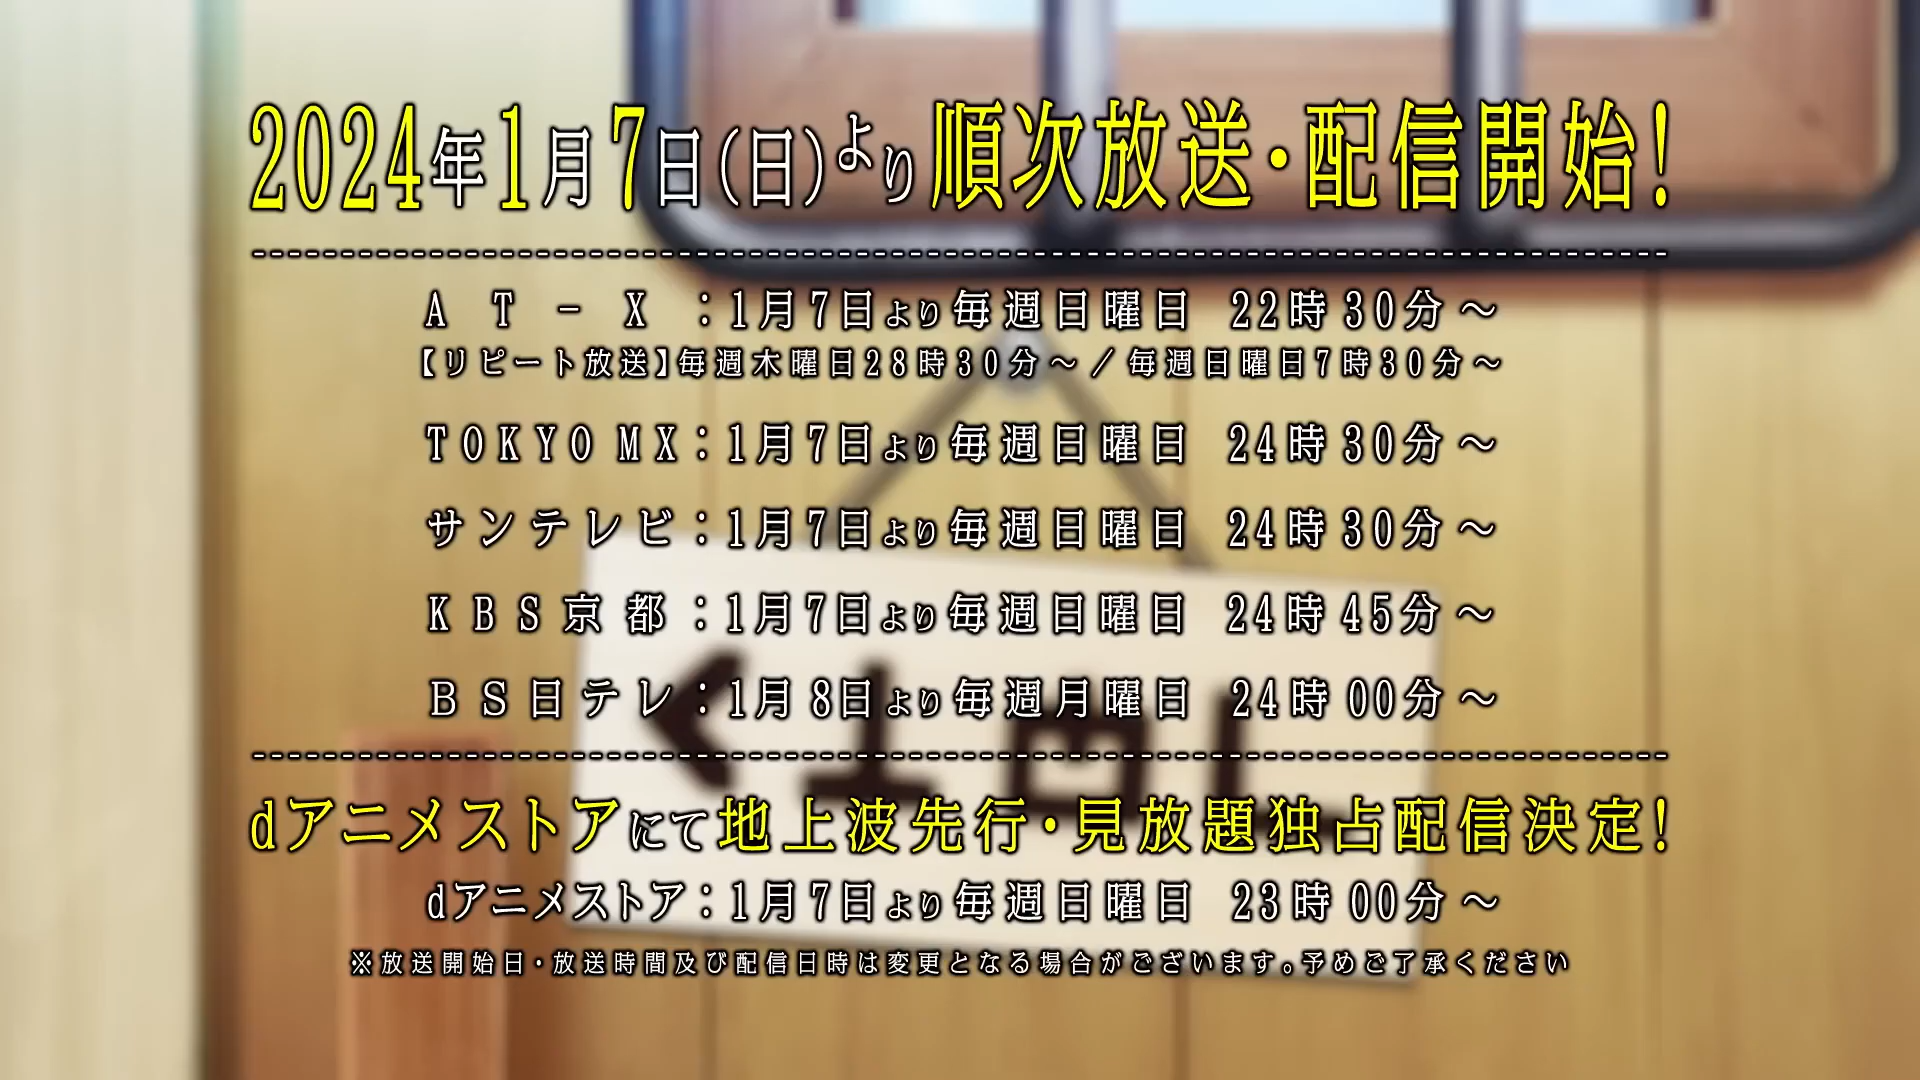 2024年1月7日(日)より順次放送・配信開始!
AT-X:1月7日より毎週日曜日 22時30分～
【リピート放送】毎週木曜日28時30分～/毎週日曜日7時30分～
TOKYO MX:1月7日より毎週日曜日 24時30分～
サンテレビ:1月7日より毎週日曜日 24時30分～
KBS京都:1月7日より毎週日曜日 24時45分～
BS日テレ:1月8日より毎週月曜日 24時00分～
dアニメストアにて地上波先行・見放題独占配信決定!
dアニメストア:1月7日より毎週日曜日 23時00分～
※放送開始日・放送時間及び配信日時は変更となる場合がございます。予めご了承ください